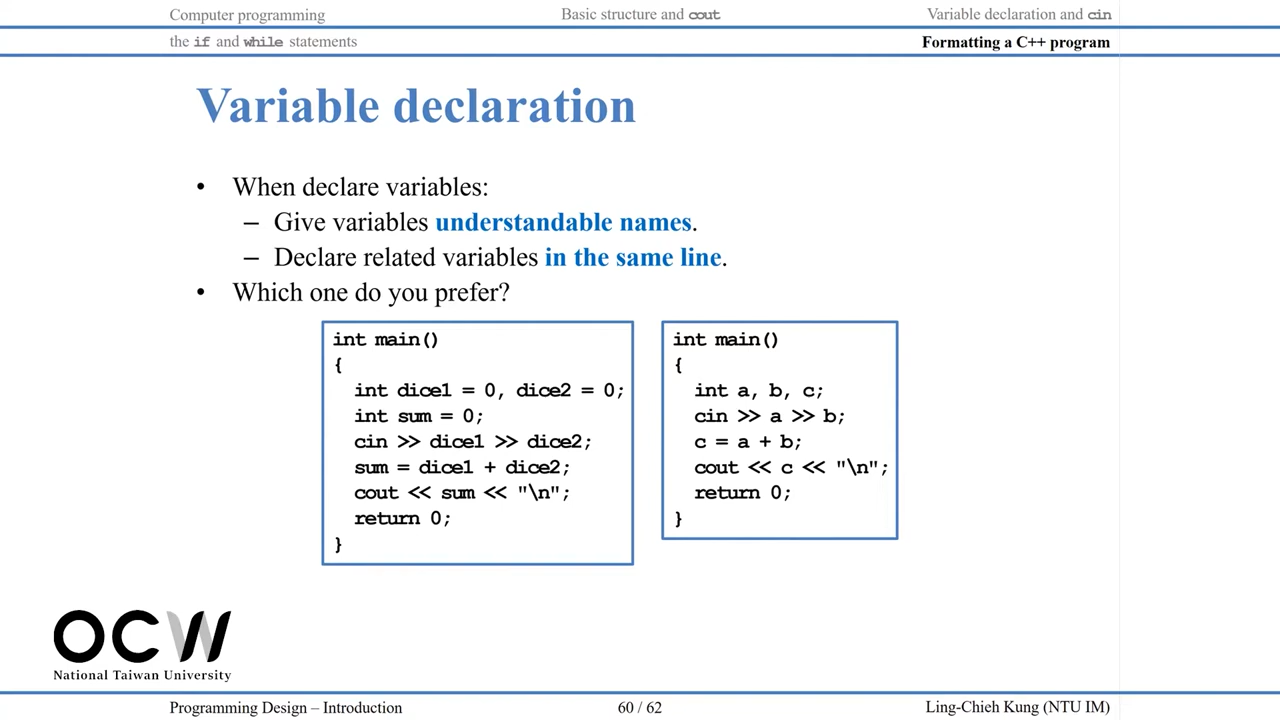 Computer programming Basic structure and cout Variable declaration and cin
the if and while statements Formatting a C++ program
Variable declaration
• When declare variables:
– Give variables understandable names.
– Declare related variables in the same line.
• Which one do you prefer?
int main()
{
int dice1 = 0, dice2 = 0;
int sum = 0;
cin >> dice1 >> dice2;
sum = dice1 + dice2;
cout << sum << "\n";
return 0;
}
int main()
{
int a, b, c;
cin >> a >> b;
c = a + b;
cout << c << "\n";
return 0;
}
OCW
National Taiwan University
Programming Design – Introduction 60 / 62 Ling-Chieh Kung (NTU IM)